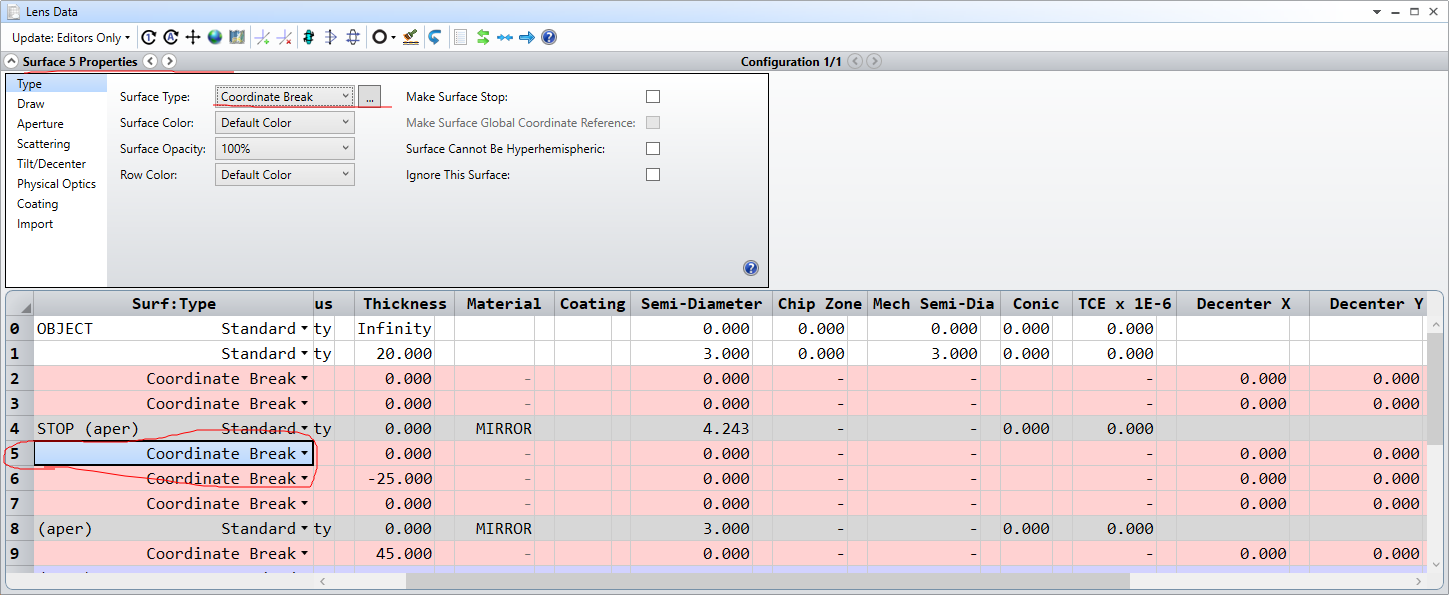 Lens Data
Update: Editors Only
Surface 5 Properties Configuration 1/1
Type
Draw
Aperture
Scattering
Tilt/Decenter
Physical Optics
Coating
Import
Surface Type: Coordinate Break ... Make Surface Stop:
Surface Color: Default Color Make Surface Global Coordinate Reference:
Surface Opacity: 100% Surface Cannot Be Hyperhemispheric:
Row Color: Default Color Ignore This Surface:
Surf:Type us Thickness Material Coating Semi-Diameter Chip Zone Mech Semi-Dia Conic TCE x 1E-6 Decenter X Decenter Y
0 OBJECT Standard ty Infinity 0.000 0.000 0.000 0.000 0.000
1 Standard ty 20.000 3.000 0.000 3.000 0.000 0.000
2 Coordinate Break 0.000 - 0.000 - - - 0.000 0.000
3 Coordinate Break 0.000 - 0.000 - - - 0.000 0.000
4 STOP (aper) Standard ty 0.000 MIRROR 4.243 - - 0.000 0.000
5 Coordinate Break 0.000 - 0.000 - - - 0.000 0.000
6 Coordinate Break -25.000 - 0.000 - - - 0.000 0.000
7 Coordinate Break 0.000 - 0.000 - - - 0.000 0.000
8 (aper) Standard ty 0.000 MIRROR 3.000 - - 0.000 0.000
9 Coordinate Break 45.000 - 0.000 - - - 0.000 0.000